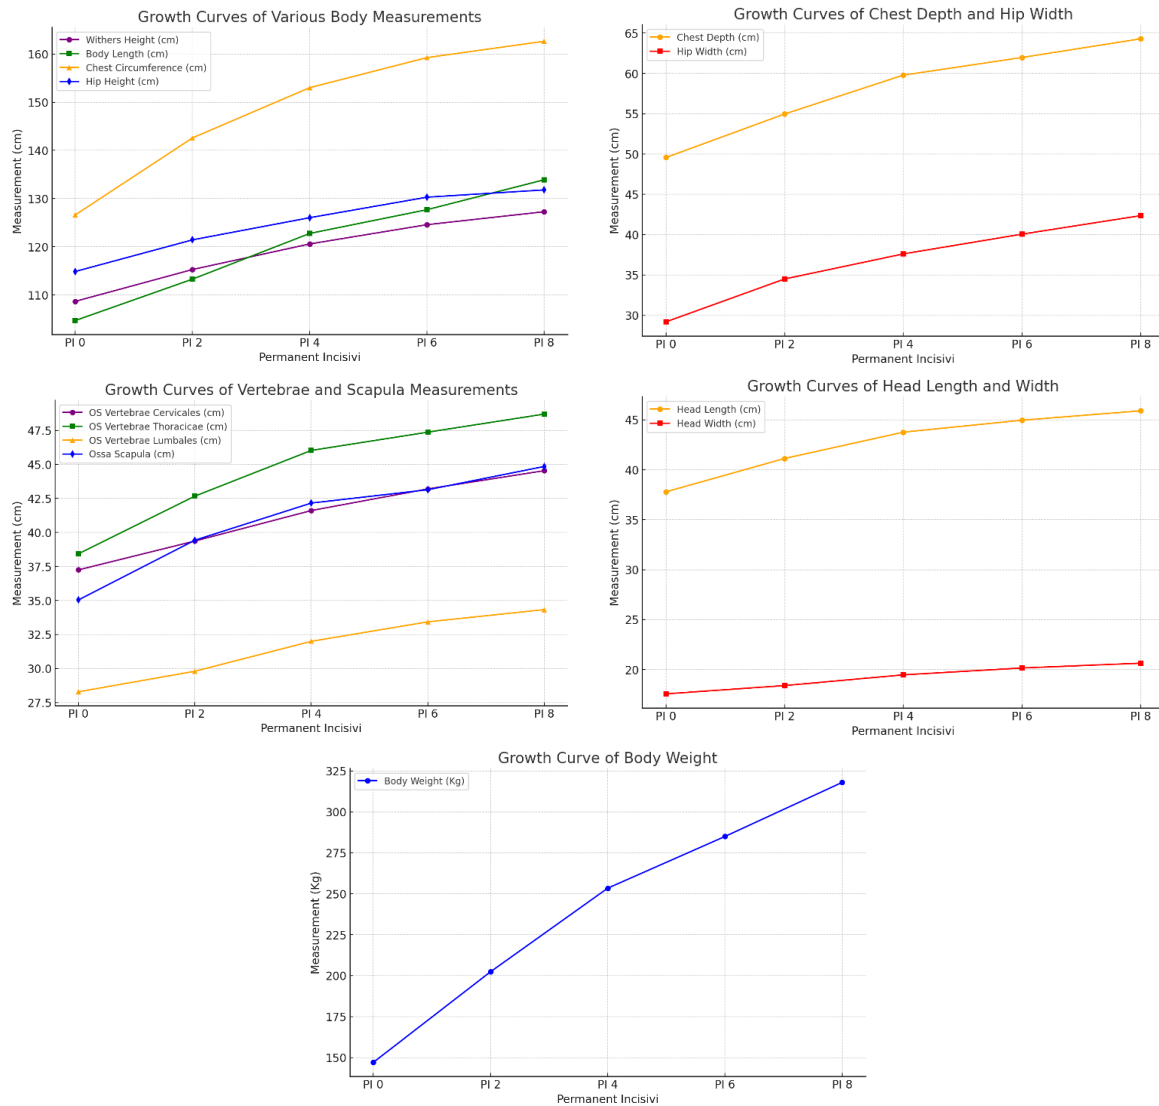 Growth Curves of Various Body Measurements
Withers Height (cm)
Body Length (cm)
Chest Circumference (cm)
Hip Height (cm)
Measurement (cm)
160
150
140
130
120
110
PI 0 PI 2 PI 4 PI 6 PI 8
Permanent Incisivi
Growth Curves of Chest Depth and Hip Width
Chest Depth (cm)
Hip Width (cm)
Measurement (cm)
65
60
55
50
45
40
35
30
PI 0 PI 2 PI 4 PI 6 PI 8
Permanent Incisivi
Growth Curves of Vertebrae and Scapula Measurements
OS Vertebrae Cervicales (cm)
OS Vertebrae Thoracicae (cm)
OS Vertebrae Lumbales (cm)
Ossa Scapula (cm)
Measurement (cm)
47.5
45.0
42.5
40.0
37.5
35.0
32.5
30.0
27.5
PI 0 PI 2 PI 4 PI 6 PI 8
Permanent Incisivi
Growth Curves of Head Length and Width
Head Length (cm)
Head Width (cm)
Measurement (cm)
45
40
35
30
25
20
PI 0 PI 2 PI 4 PI 6 PI 8
Permanent Incisivi
Growth Curve of Body Weight
Body Weight (Kg)
Measurement (Kg)
325
300
275
250
225
200
175
150
PI 0 PI 2 PI 4 PI 6 PI 8
Permanent Incisivi